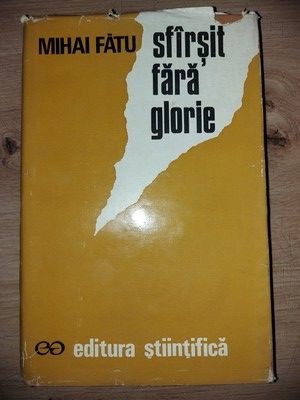 MIHAI FĂTU
sfîrșit
fără
glorie
editura științifică